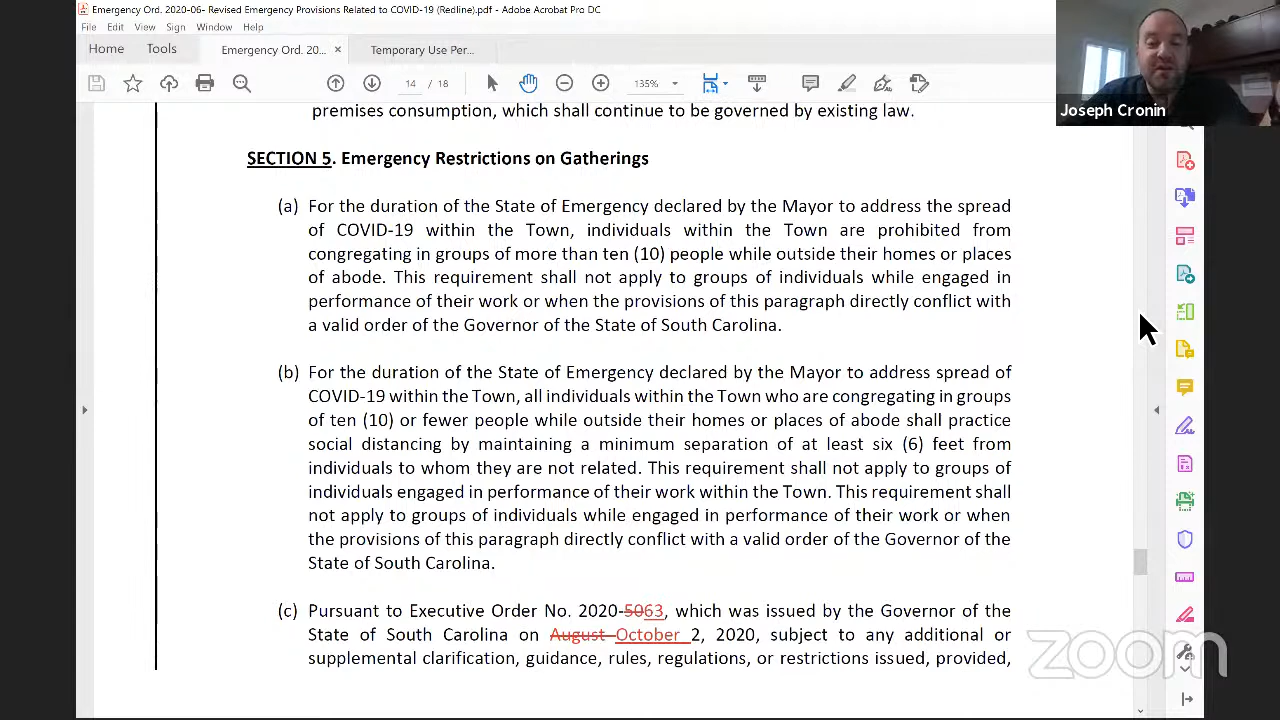 Emergency Ord. 2020-06- Revised Emergency Provisions Related to COVID-19 (Redline).pdf - Adobe Acrobat Pro DC
File Edit View Sign Window Help
Home Tools Emergency Ord. 20... × Temporary Use Per...
14 / 18 135%
Joseph Cronin
premises consumption, which shall continue to be governed by existing law.
SECTION 5. Emergency Restrictions on Gatherings
(a) For the duration of the State of Emergency declared by the Mayor to address the spread
of COVID-19 within the Town, individuals within the Town are prohibited from
congregating in groups of more than ten (10) people while outside their homes or places
of abode. This requirement shall not apply to groups of individuals while engaged in
performance of their work or when the provisions of this paragraph directly conflict with
a valid order of the Governor of the State of South Carolina.
(b) For the duration of the State of Emergency declared by the Mayor to address spread of
COVID-19 within the Town, all individuals within the Town who are congregating in groups
of ten (10) or fewer people while outside their homes or places of abode shall practice
social distancing by maintaining a minimum separation of at least six (6) feet from
individuals to whom they are not related. This requirement shall not apply to groups of
individuals engaged in performance of their work within the Town. This requirement shall
not apply to groups of individuals while engaged in performance of their work or when
the provisions of this paragraph directly conflict with a valid order of the Governor of the
State of South Carolina.
(c) Pursuant to Executive Order No. 2020-5063, which was issued by the Governor of the
State of South Carolina on August October 2, 2020, subject to any additional or
supplemental clarification, guidance, rules, regulations, or restrictions issued, provided,
zoom